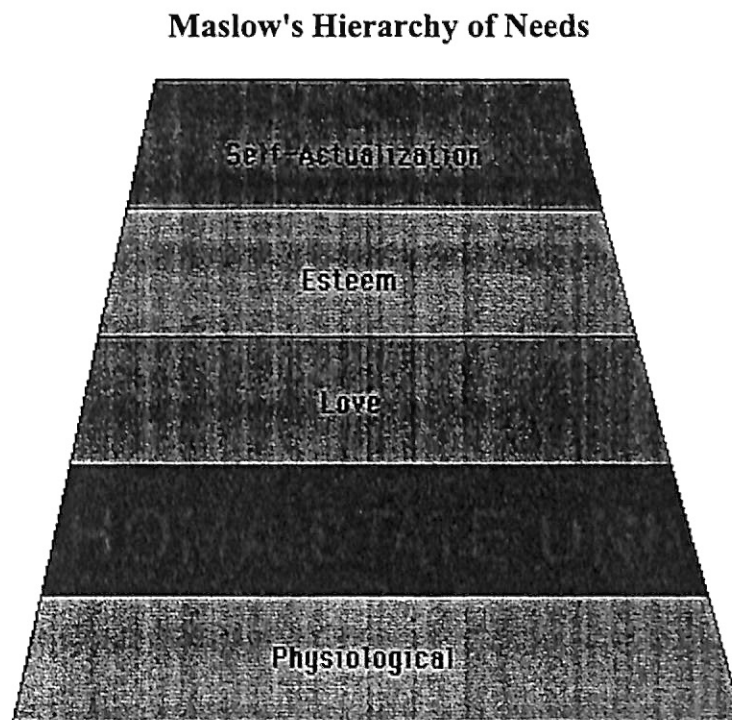 Maslow's Hierarchy of Needs
Self-Actualization
Esteem
Love
Physiological